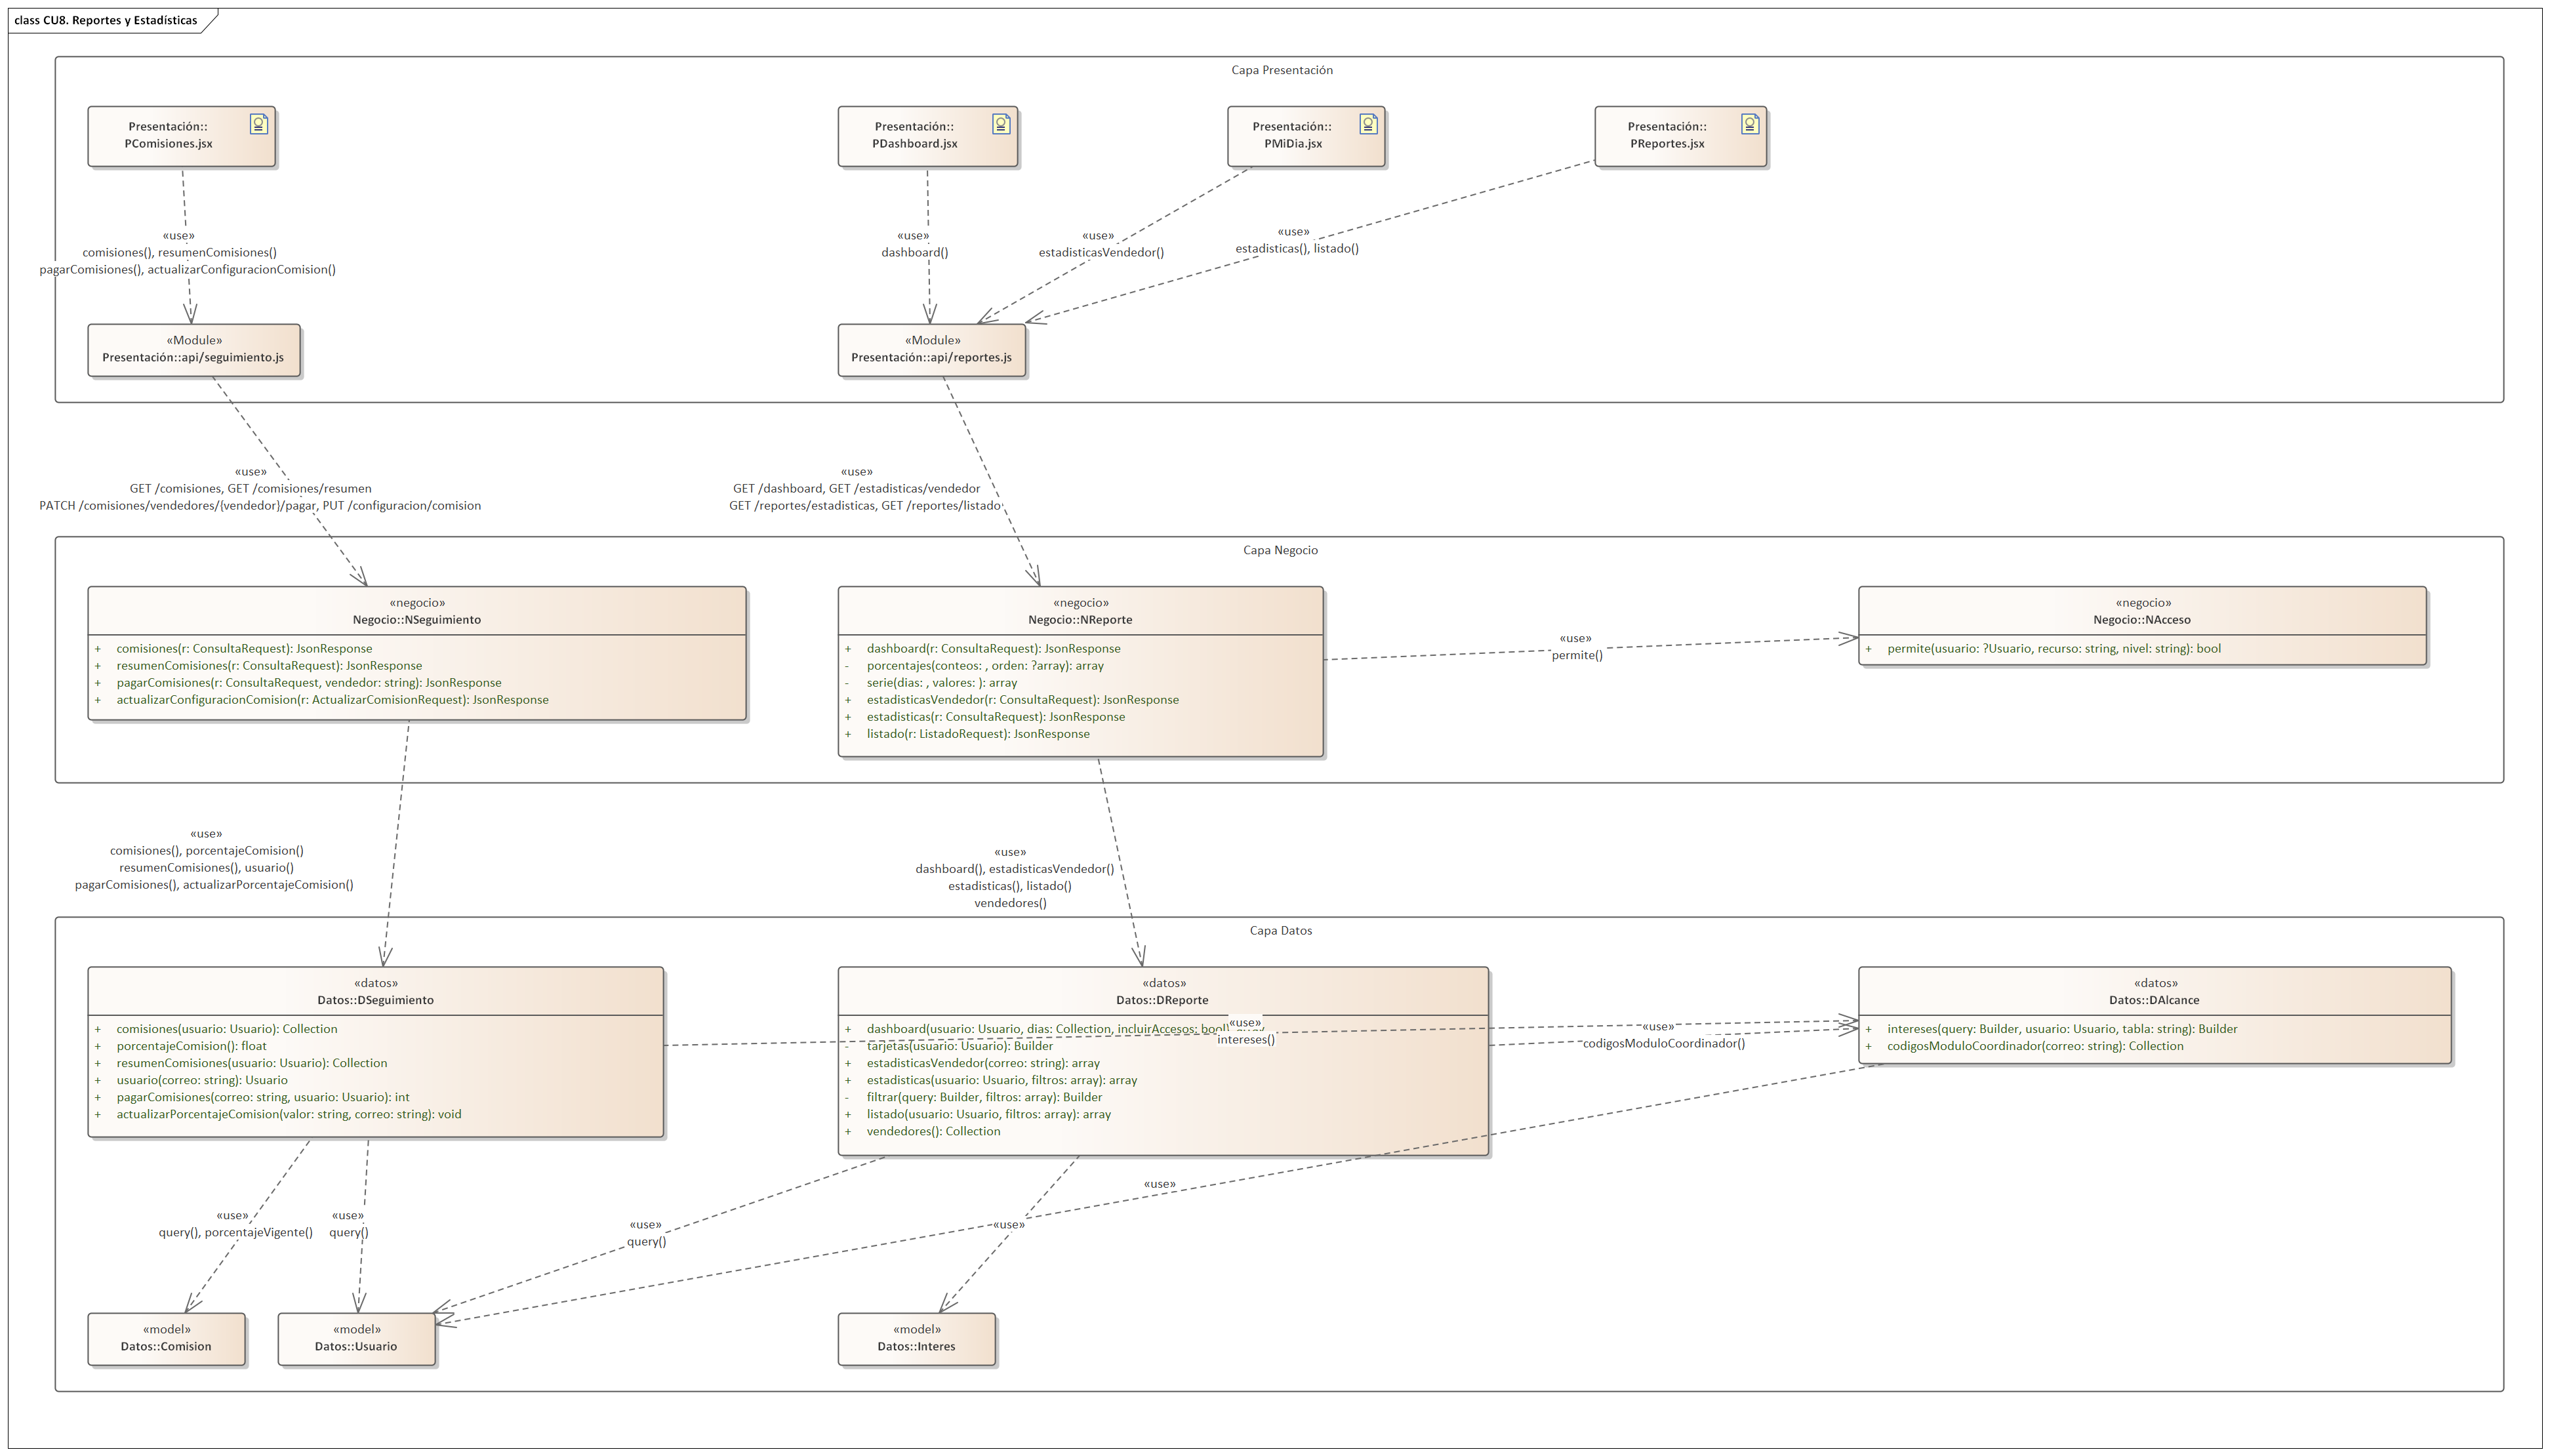 class CU8. Reportes y Estadísticas
Capa Presentación
Presentación::
PComisiones.jsx
Presentación::
PDashboard.jsx
Presentación::
PMiDia.jsx
Presentación::
PReportes.jsx
«use»
comisiones(), resumenComisiones()
pagarComisiones(), actualizarConfiguracionComision()
«use»
dashboard()
«use»
estadisticasVendedor()
«use»
estadisticas(), listado()
«Module»
Presentación::api/seguimiento.js
«Module»
Presentación::api/reportes.js
«use»
GET /comisiones, GET /comisiones/resumen
PATCH /comisiones/vendedores/{vendedor}/pagar, PUT /configuracion/comision
«use»
GET /dashboard, GET /estadisticas/vendedor
GET /reportes/estadisticas, GET /reportes/listado
Capa Negocio
«negocio»
Negocio::NSeguimiento
+ comisiones(r: ConsultaRequest): JsonResponse
+ resumenComisiones(r: ConsultaRequest): JsonResponse
+ pagarComisiones(r: ConsultaRequest, vendedor: string): JsonResponse
+ actualizarConfiguracionComision(r: ActualizarComisionRequest): JsonResponse
«negocio»
Negocio::NReporte
+ dashboard(r: ConsultaRequest): JsonResponse
- porcentajes(conteos: , orden: ?array): array
- serie(dias: , valores: ): array
+ estadisticasVendedor(r: ConsultaRequest): JsonResponse
+ estadisticas(r: ConsultaRequest): JsonResponse
+ listado(r: ListadoRequest): JsonResponse
«use»
permite()
«negocio»
Negocio::NAcceso
+ permite(usuario: ?Usuario, recurso: string, nivel: string): bool
«use»
comisiones(), porcentajeComision()
resumenComisiones(), usuario()
pagarComisiones(), actualizarPorcentajeComision()
«use»
dashboard(), estadisticasVendedor()
estadisticas(), listado()
vendedores()
Capa Datos
«datos»
Datos::DSeguimiento
+ comisiones(usuario: Usuario): Collection
+ porcentajeComision(): float
+ resumenComisiones(usuario: Usuario): Collection
+ usuario(correo: string): Usuario
+ pagarComisiones(correo: string, usuario: Usuario): int
+ actualizarPorcentajeComision(valor: string, correo: string): void
«datos»
Datos::DReporte
+ dashboard(usuario: Usuario, dias: Collection, incluirAccesos: bool): array
- tarjetas(usuario: Usuario): Builder
+ estadisticasVendedor(correo: string): array
+ estadisticas(usuario: Usuario, filtros: array): array
- filtrar(query: Builder, filtros: array): Builder
+ listado(usuario: Usuario, filtros: array): array
+ vendedores(): Collection
«use»
intereses()
«use»
codigosModuloCoordinador()
«datos»
Datos::DAlcance
+ intereses(query: Builder, usuario: Usuario, tabla: string): Builder
+ codigosModuloCoordinador(correo: string): Collection
«use»
query(), porcentajeVigente()
«use»
query()
«use»
query()
«use»
«use»
«model»
Datos::Comision
«model»
Datos::Usuario
«model»
Datos::Interes